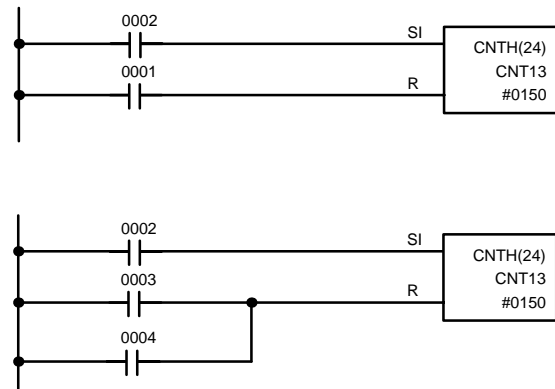 0002
SI
CNTH(24)
0001
CNT13
R
#0150
0002
SI
CNTH(24)
0003
CNT13
R
#0150
0004